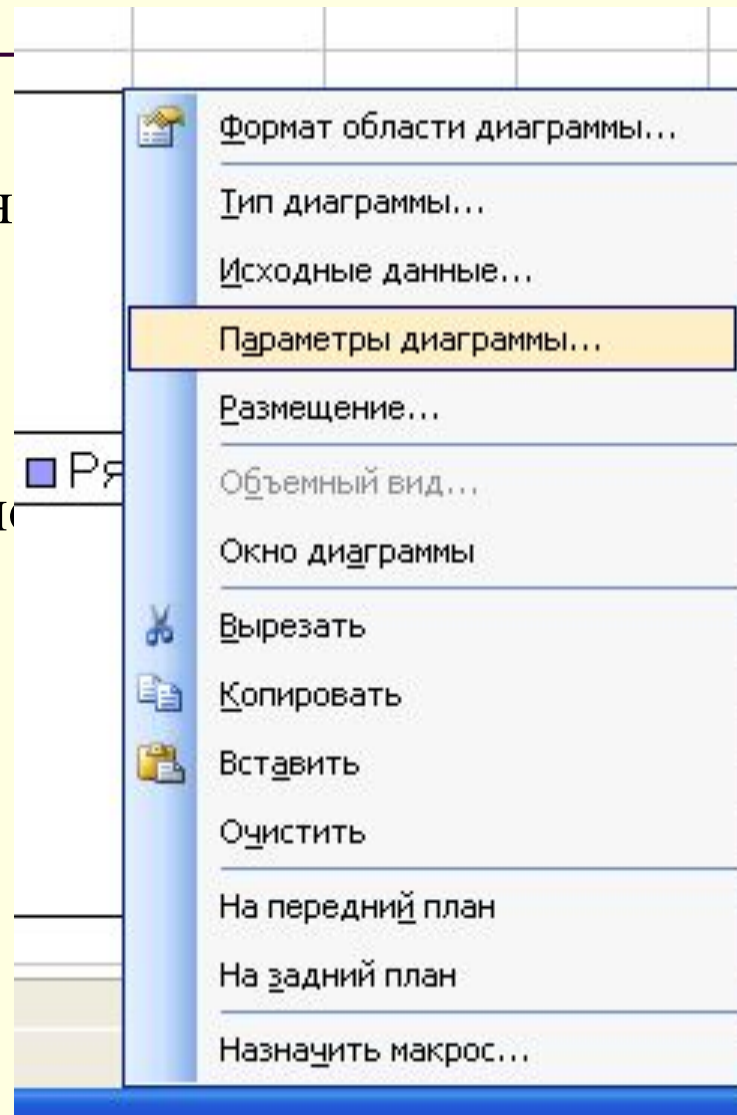 Формат области диаграммы...
Тип диаграммы...
Исходные данные...
Параметры диаграммы...
Размещение...
Объемный вид...
Окно диаграммы
Вырезать
Копировать
Вставить
Очистить
На передний план
На задний план
Назначить макрос...